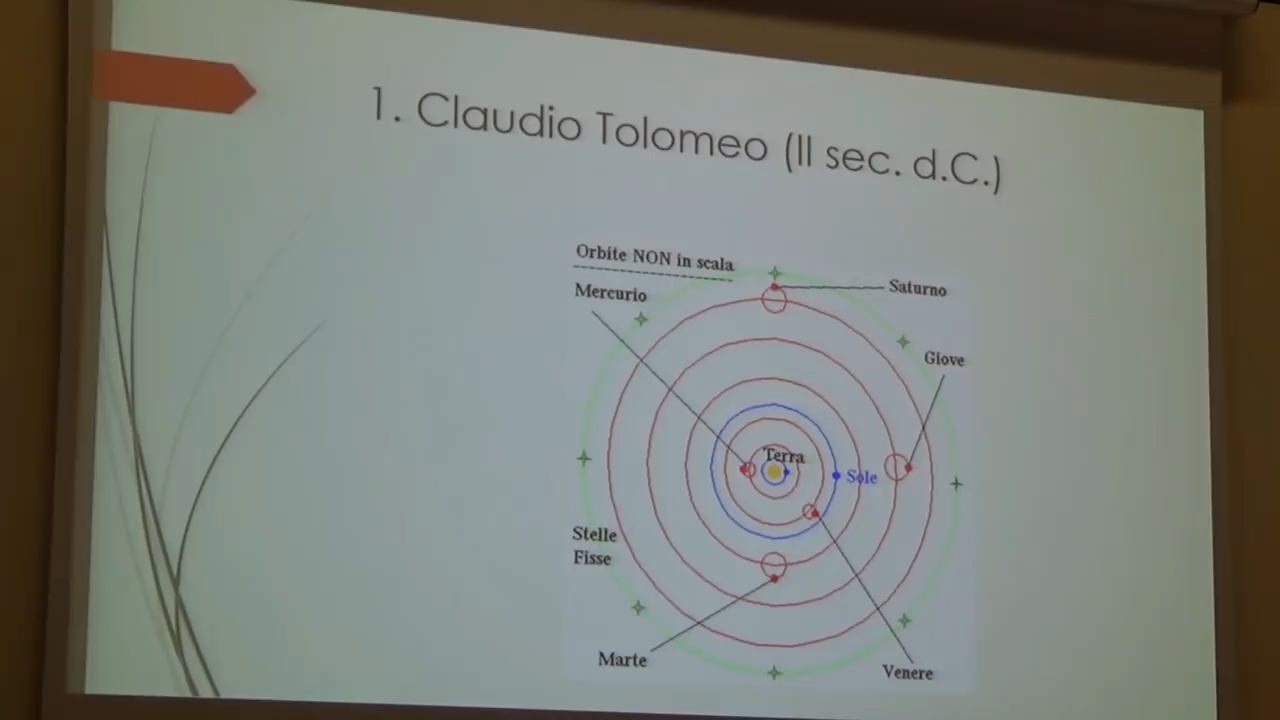 1. Claudio Tolomeo (II sec. d.C.)
Orbite NON in scala
Mercurio
Saturno
Giove
Terra
Sole
Stelle
Fisse
Marte
Venere